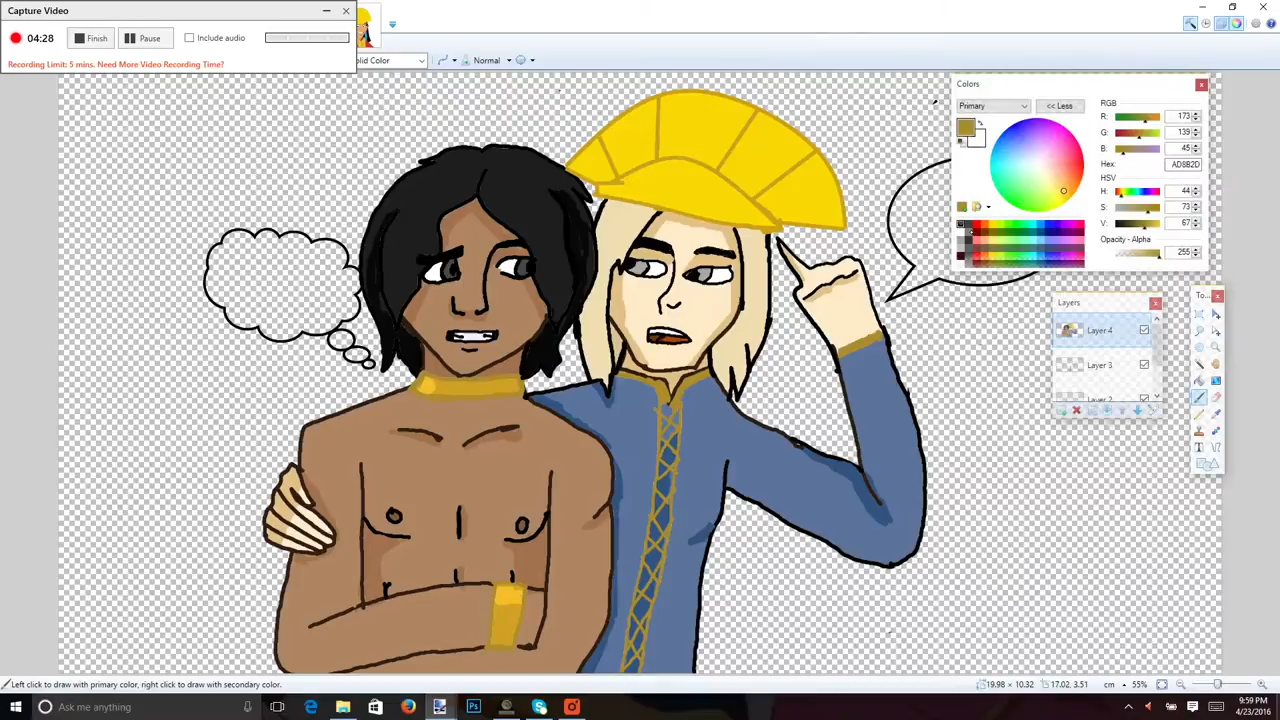 Capture Video
04:28
Finish
Pause
Include audio
Recording Limit: 5 mins. Need More Video Recording Time?
olid Color
Normal
Colors
Primary
<< Less
RGB
R: 173
G: 139
B: 45
Hex: AD8B2D
HSV
H: 44
S: 73
V: 67
Opacity - Alpha
255
Layers
Layer 4
Layer 3
To...
Left click to draw with primary color, right click to draw with secondary color.
19.98 × 10.32
17.02, 3.51
cm
55%
Ask me anything
9:59 PM
4/23/2016